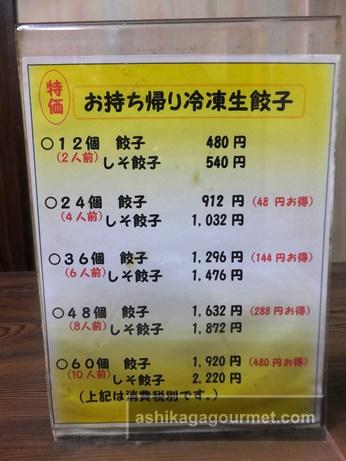 特価
お持ち帰り冷凍生餃子
○12個 餃子 480円
(2人前)しそ餃子 540円
○24個 餃子 912円(48円お得)
(4人前)しそ餃子 1,032円
○36個 餃子 1,296円(144円お得)
(6人前)しそ餃子 1,476円
○48個 餃子 1,632円(288円お得)
(8人前)しそ餃子 1,872円
○60個 餃子 1,920円(480円お得)
(10人前)しそ餃子 2,220円
(上記は消費税別です。)
ashikagagourmet.com